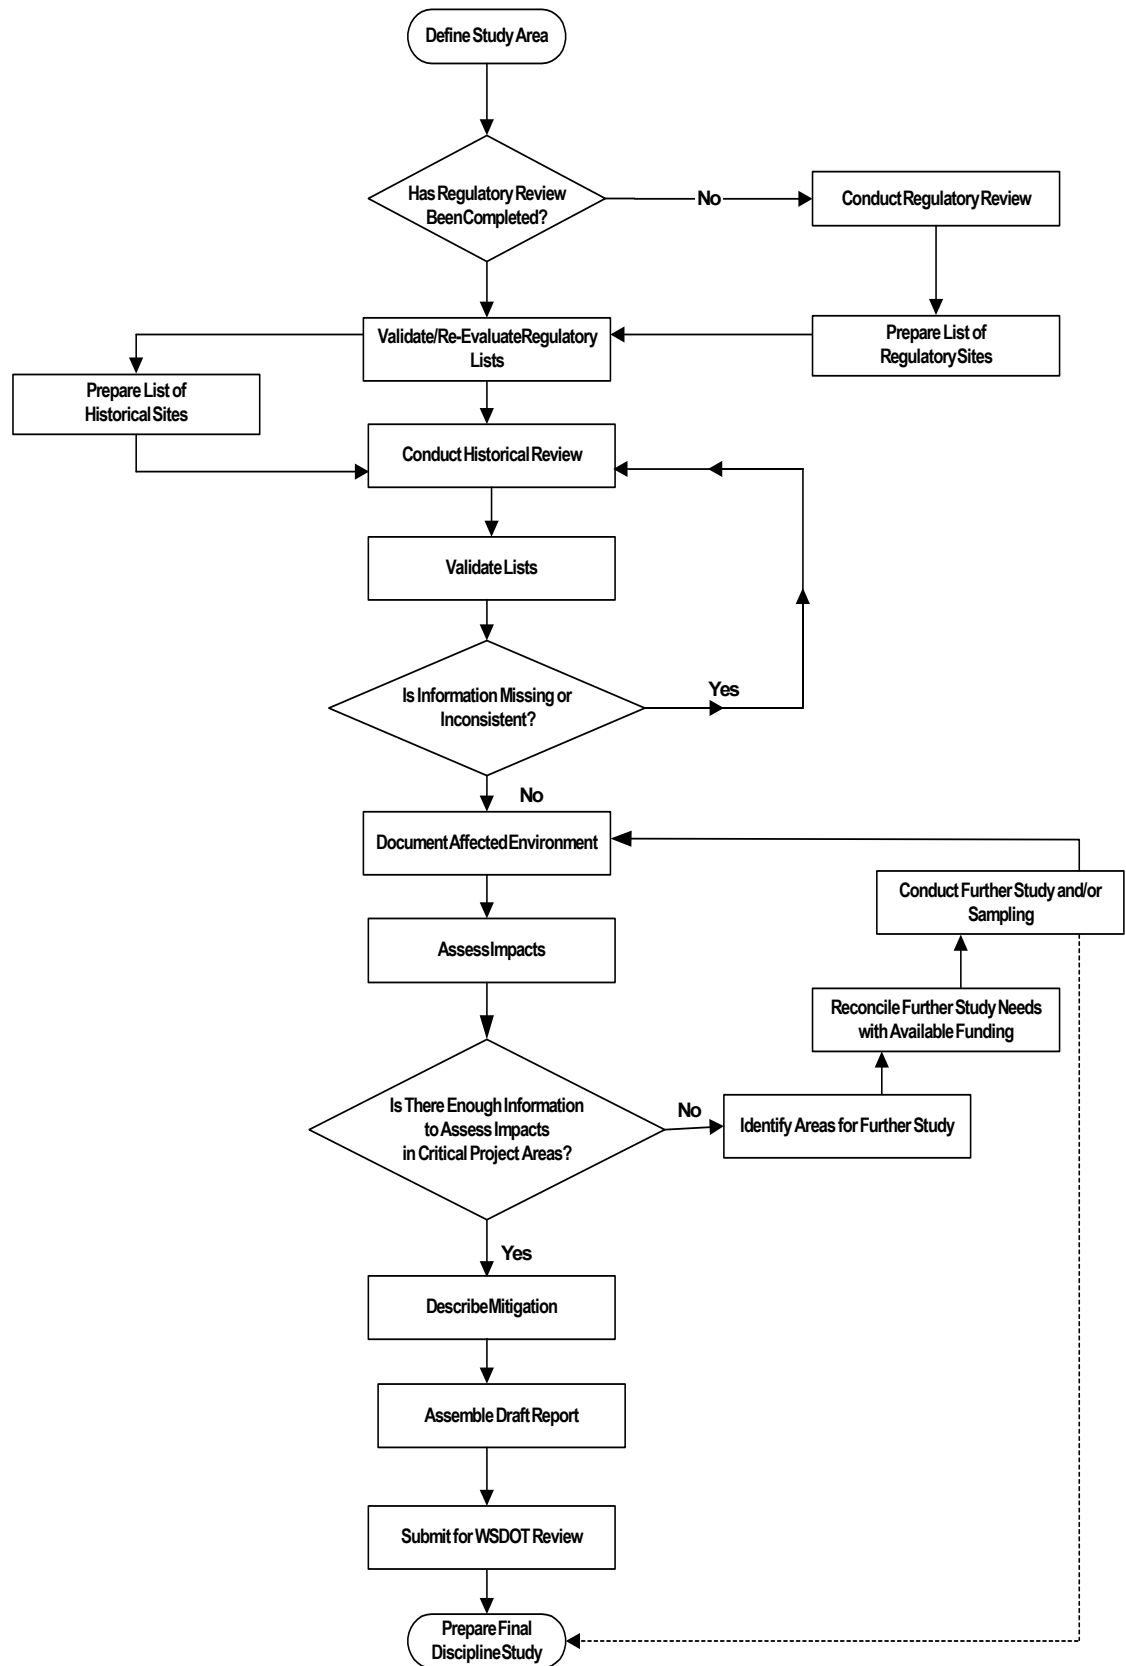 Define Study Area
Has Regulatory Review
Been Completed?
No
Conduct Regulatory Review
Prepare List of
Regulatory Sites
Validate/Re-Evaluate Regulatory
Lists
Prepare List of
Historical Sites
Conduct Historical Review
Validate Lists
Is Information Missing or
Inconsistent?
Yes
No
Document Affected Environment
Conduct Further Study and/or
Sampling
Assess Impacts
Reconcile Further Study Needs
with Available Funding
Is There Enough Information
to Assess Impacts
in Critical Project Areas?
No
Identify Areas for Further Study
Yes
Describe Mitigation
Assemble Draft Report
Submit for WSDOT Review
Prepare Final
Discipline Study